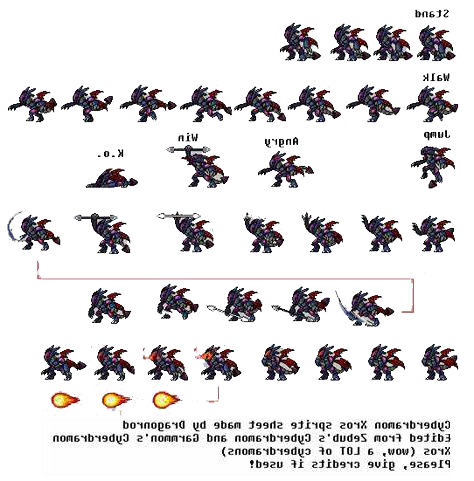 Stand
Walk
Jump
Angry
Win
K.o.
Cyberdramon Xros sprite sheet made by Dragonrod
Edited from Zebub's Cyberdramon and Garmmon's Cyberdramon
Xros (wow, a LOT of cyberdramons)
Please, give credits if used!